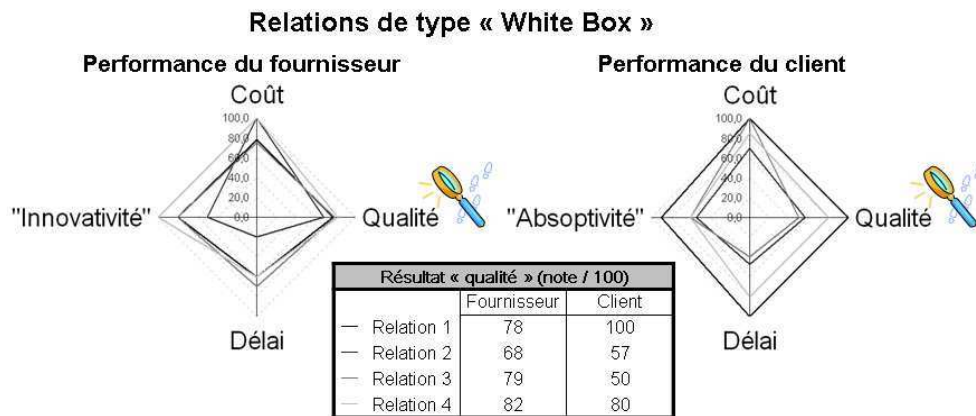 Relations de type « White Box »
Performance du fournisseur
Performance du client
Coût
100,0
80,0
60,0
40,0
20,0
0,0
"Innovativité"
Qualité
Délai
Coût
100,0
80,0
60,0
40,0
20,0
0,0
"Absoptivité"
Qualité
Délai
Résultat « qualité » (note / 100)
Fournisseur Client
Relation 1 78 100
Relation 2 68 57
Relation 3 79 50
Relation 4 82 80